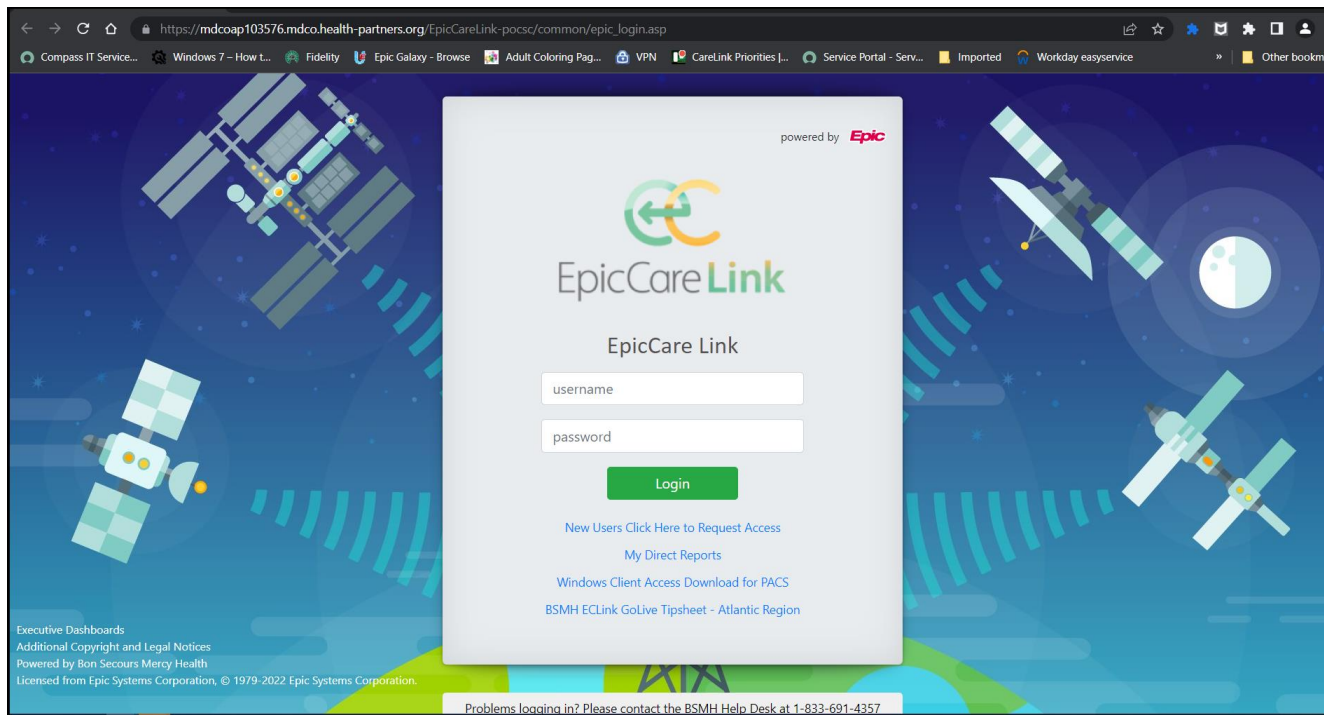 https://mdcoap103576.mdco.health-partners.org/EpicCareLink-pocsc/common/epic_login.asp
Compass IT Service... Windows 7 – How t... Fidelity Epic Galaxy - Browse Adult Coloring Pag... VPN CareLink Priorities |... Service Portal - Serv... Imported Workday easyservice » Other bookm
powered by Epic
EpicCare Link
EpicCare Link
username
password
Login
New Users Click Here to Request Access
My Direct Reports
Windows Client Access Download for PACS
BSMH ECLink GoLive Tipsheet - Atlantic Region
Executive Dashboards
Additional Copyright and Legal Notices
Powered by Bon Secours Mercy Health
Licensed from Epic Systems Corporation, © 1979-2022 Epic Systems Corporation.
Problems logging in? Please contact the BSMH Help Desk at 1-833-691-4357